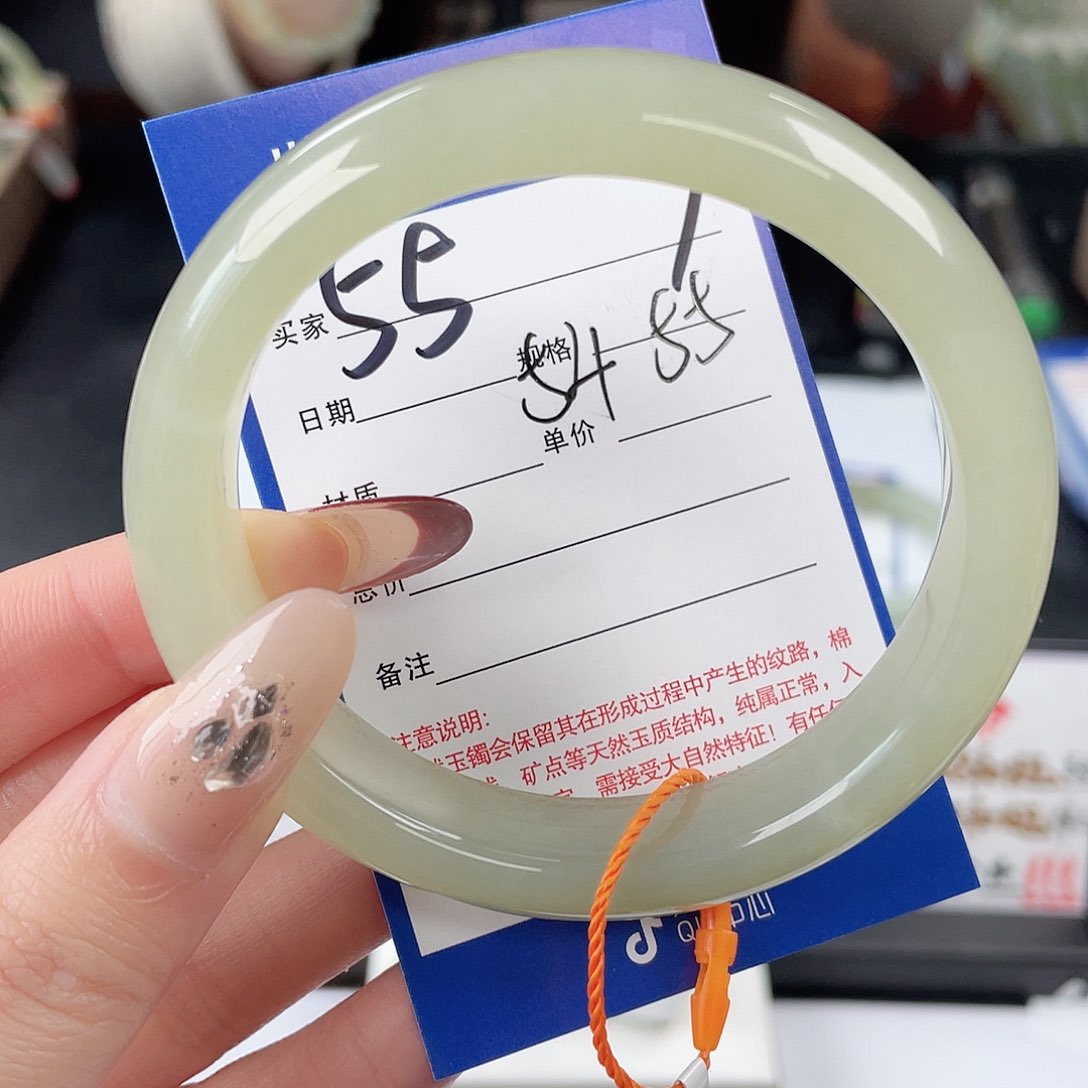 买家 55
日期 规格 54 55
单价
材质
总价
备注
注意说明:
玉镯会保留其在形成过程中产生的纹路，棉
矿点等天然玉质结构，纯属正常，入
需接受大自然特征！有任何